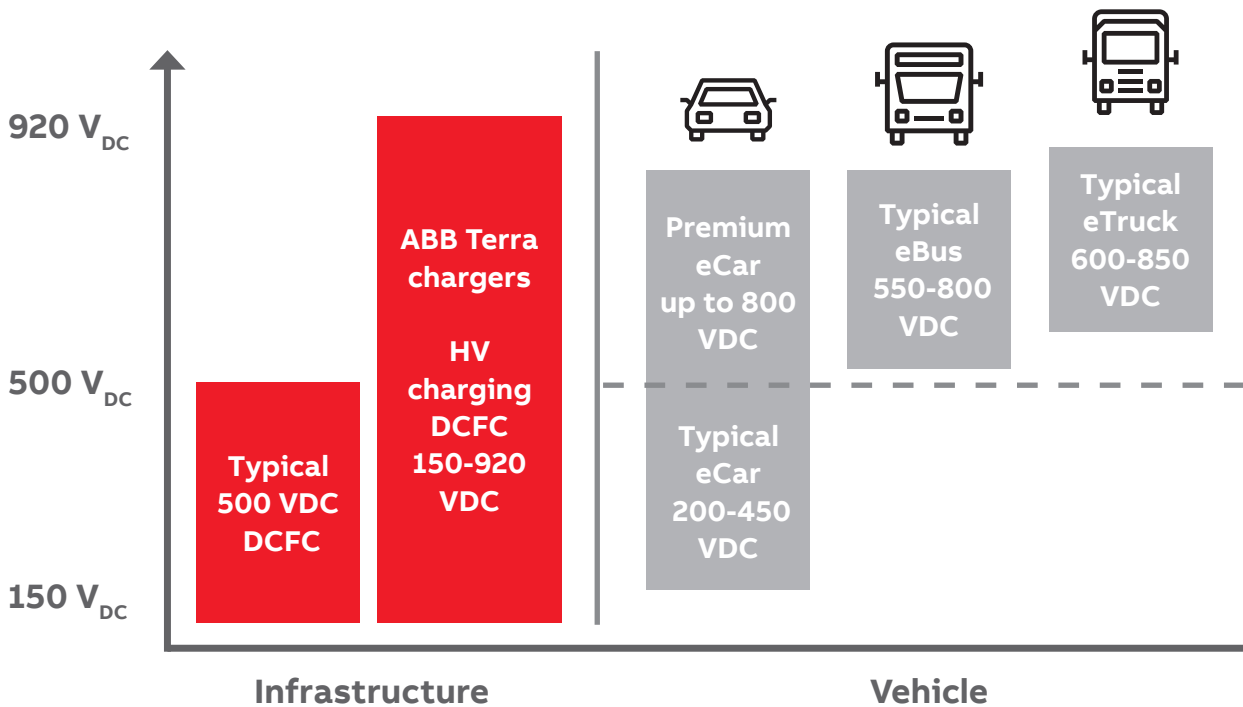 920 VDC
500 VDC
150 VDC
Typical
500 VDC
DCFC
ABB Terra
chargers
HV
charging
DCFC
150-920
VDC
Premium
eCar
up to 800
VDC
Typical
eCar
200-450
VDC
Typical
eBus
550-800
VDC
Typical
eTruck
600-850
VDC
Infrastructure
Vehicle